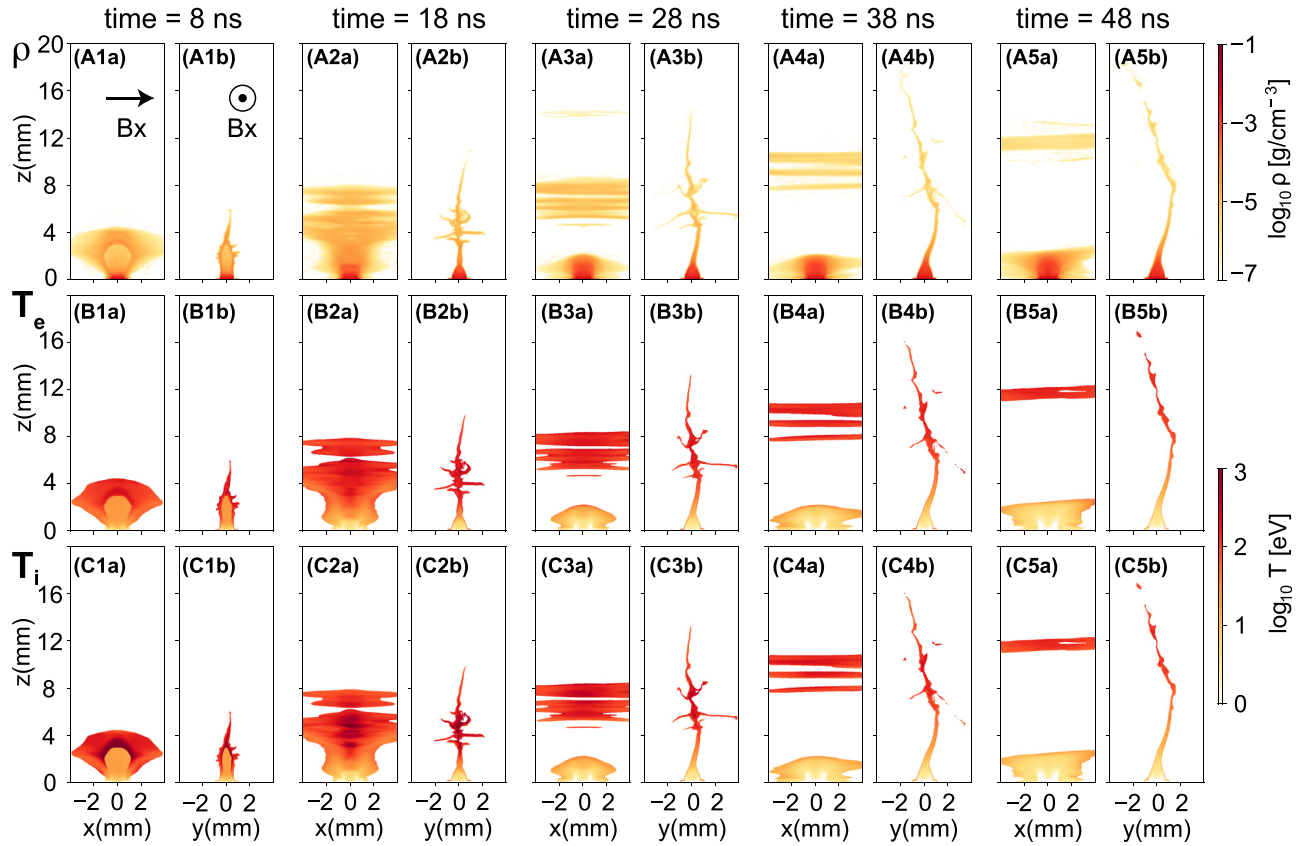 time = 8 ns time = 18 ns time = 28 ns time = 38 ns time = 48 ns
ρ
20
16
12
8
4
0
z(mm)
(A1a) (A1b) (A2a) (A2b) (A3a) (A3b) (A4a) (A4b) (A5a) (A5b)
Bx Bx
−1
−3
−5
−7
log₁₀ ρ [g/cm⁻³]
Tₑ
16
12
8
4
0
z(mm)
(B1a) (B1b) (B2a) (B2b) (B3a) (B3b) (B4a) (B4b) (B5a) (B5b)
Tᵢ
16
12
8
4
0
z(mm)
(C1a) (C1b) (C2a) (C2b) (C3a) (C3b) (C4a) (C4b) (C5a) (C5b)
3
2
1
0
log₁₀ T [eV]
−2 0 2 −2 0 2 −2 0 2 −2 0 2 −2 0 2 −2 0 2 −2 0 2 −2 0 2 −2 0 2 −2 0 2
x(mm) y(mm) x(mm) y(mm) x(mm) y(mm) x(mm) y(mm) x(mm) y(mm)